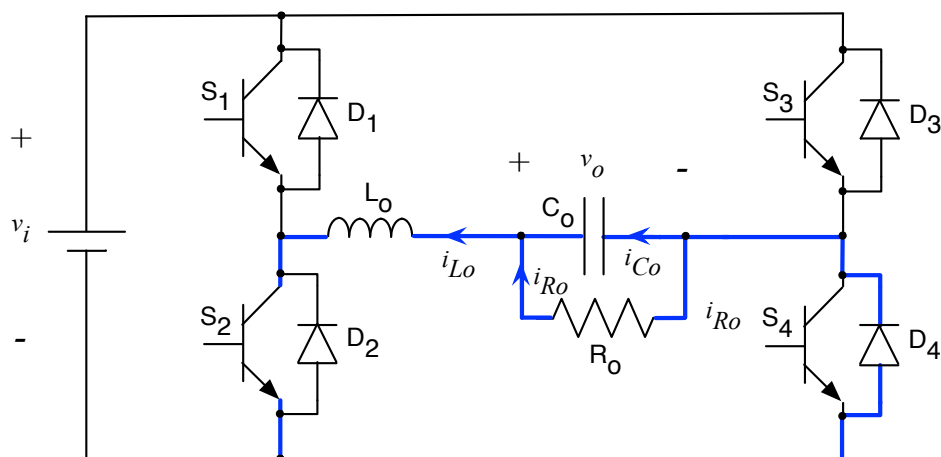 S1
D1
S3
D3
+
+
vo
-
Lo
Co
vi
iLo
iRo
iCo
iRo
S2
D2
Ro
S4
D4
-